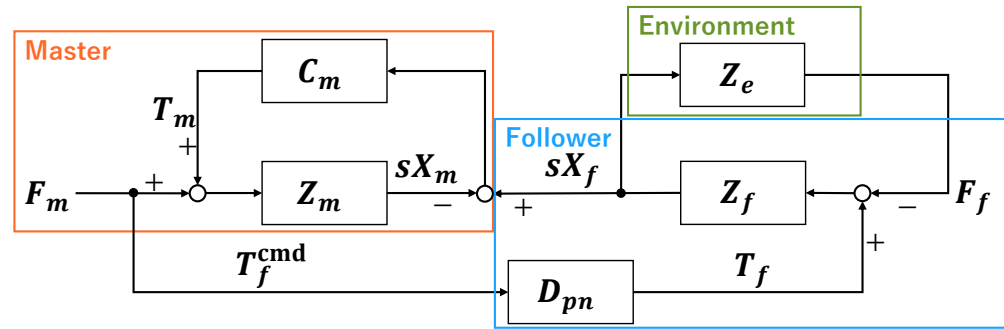 Master
Environment
C_m
Z_e
T_m
+
Follower
F_m
+
Z_m
sX_m
−
sX_f
+
Z_f
−
F_f
+
T_f^cmd
D_pn
T_f